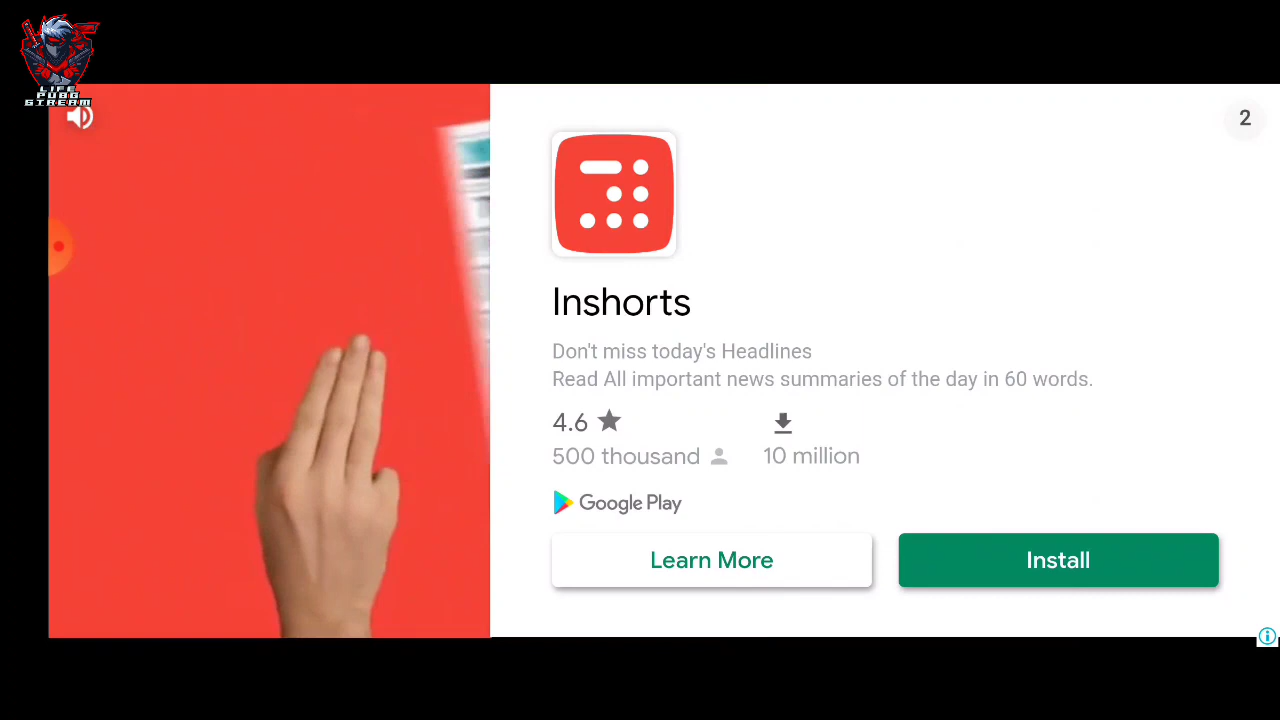 LIFE
PUBG
STREAM
2
Inshorts
Don't miss today's Headlines
Read All important news summaries of the day in 60 words.
4.6
500 thousand
10 million
Google Play
Learn More
Install